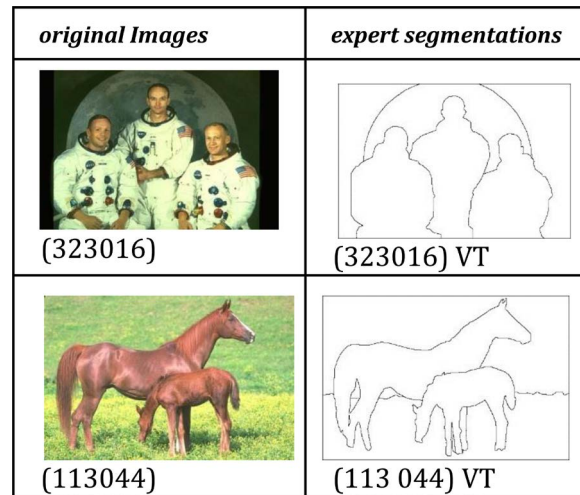 original Images
expert segmentations
(323016)
(323016) VT
(113044)
(113 044) VT